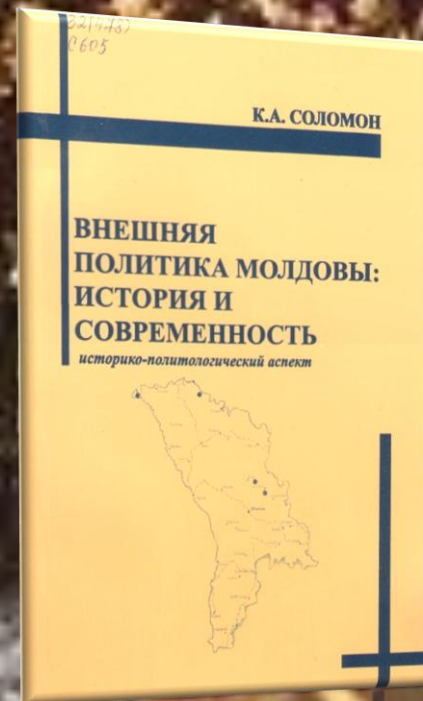 32(478)
С605
К.А. СОЛОМОН
ВНЕШНЯЯ
ПОЛИТИКА МОЛДОВЫ:
ИСТОРИЯ И
СОВРЕМЕННОСТЬ
историко-политологический аспект